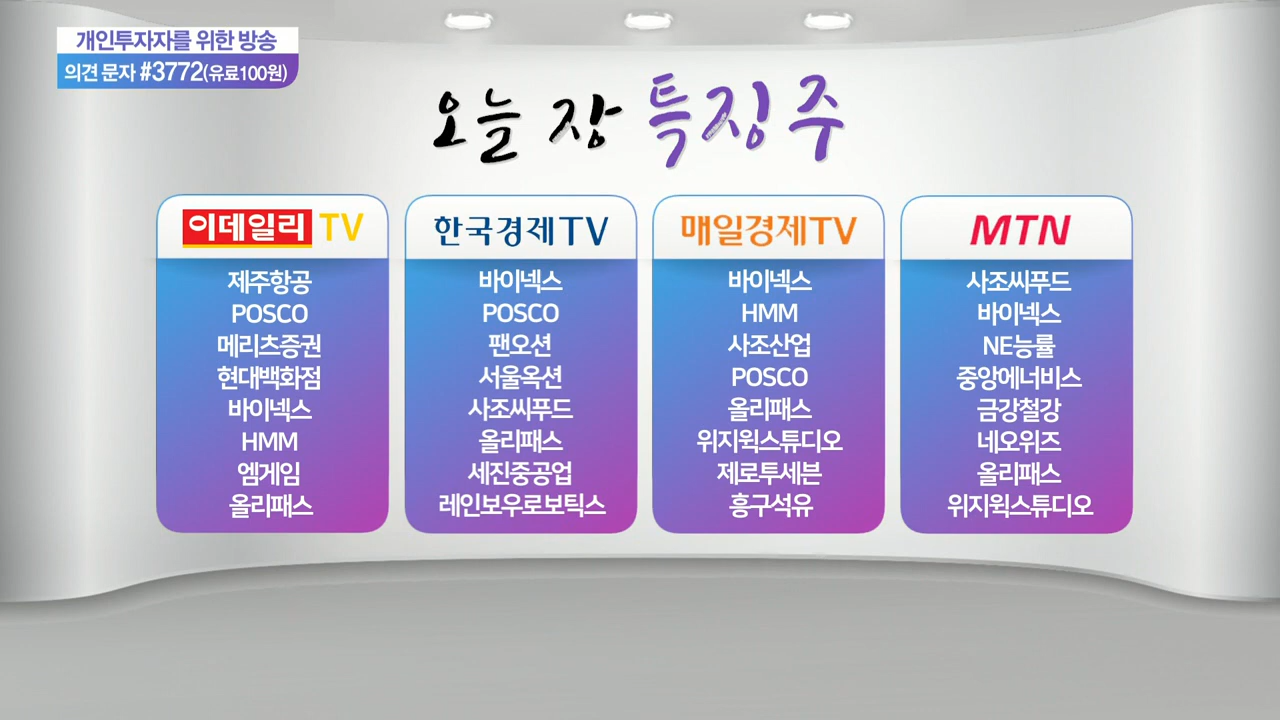 개인투자자를 위한 방송
의견 문자 #3772(유료100원)
오늘 장 특징주
이데일리 TV
제주항공
POSCO
메리츠증권
현대백화점
바이넥스
HMM
엠게임
올리패스
한국경제TV
바이넥스
POSCO
팬오션
서울옥션
사조씨푸드
올리패스
세진중공업
레인보우로보틱스
매일경제TV
바이넥스
HMM
사조산업
POSCO
올리패스
위지윅스튜디오
제로투세븐
흥구석유
MTN
사조씨푸드
바이넥스
NE능률
중앙에너비스
금강철강
네오위즈
올리패스
위지윅스튜디오